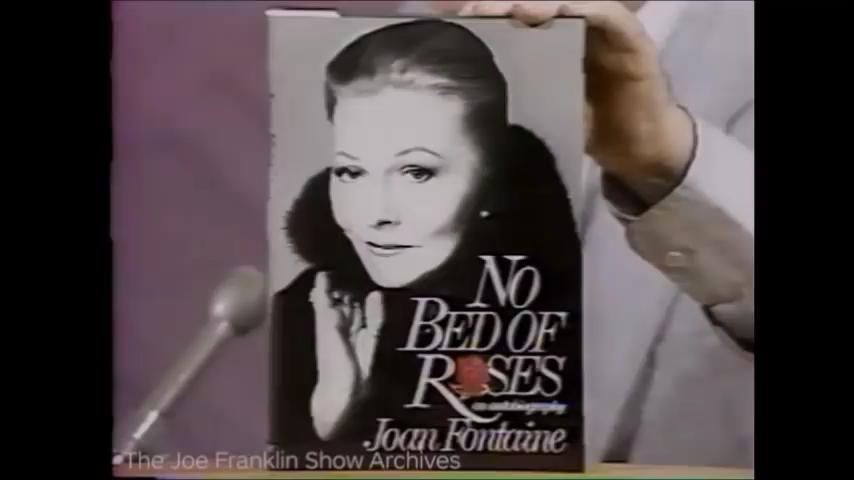 No
BED OF
ROSES
an autobiography
Joan Fontaine
The Joe Franklin Show Archives